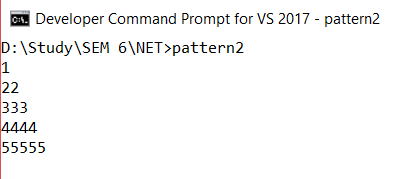 Developer Command Prompt for VS 2017 - pattern2
D:\Study\SEM 6\NET>pattern2
1
22
333
4444
55555